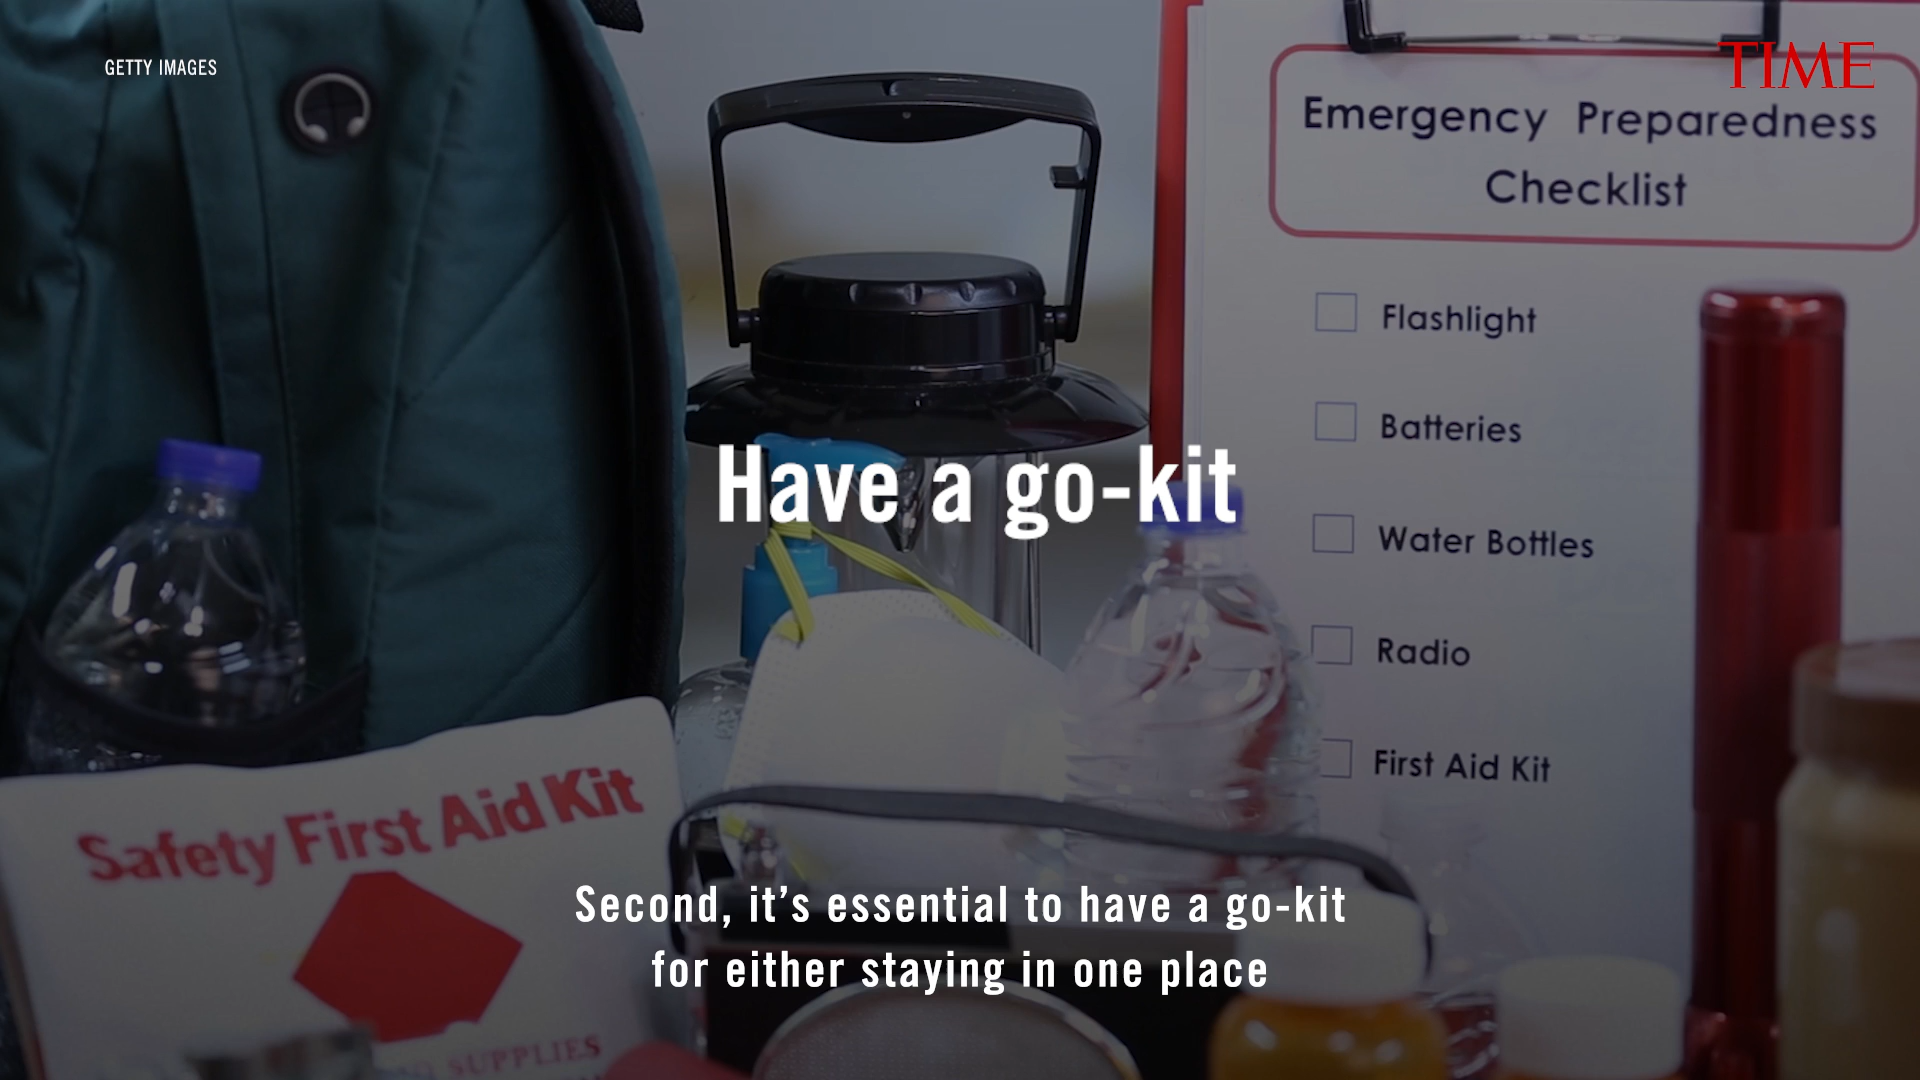 GETTY IMAGES
TIME
Emergency Preparedness
Checklist
Flashlight
Batteries
Have a go-kit
Water Bottles
Radio
First Aid Kit
Safety First Aid Kit
Second, it’s essential to have a go-kit
for either staying in one place
SUPPLIES